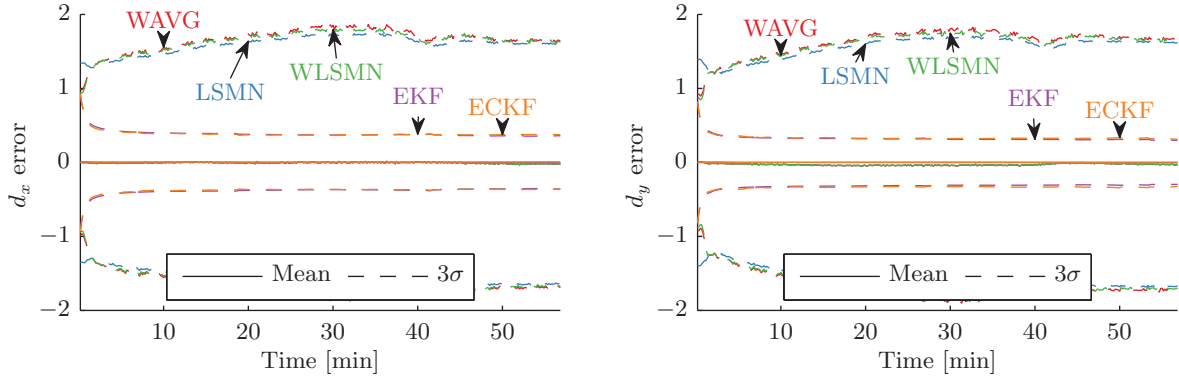 2
1
0
−1
−2
d_x error
WAVG
LSMN
WLSMN
EKF
ECKF
Mean
3σ
10
20
30
40
50
Time [min]
2
1
0
−1
−2
d_y error
WAVG
LSMN
WLSMN
EKF
ECKF
Mean
3σ
10
20
30
40
50
Time [min]